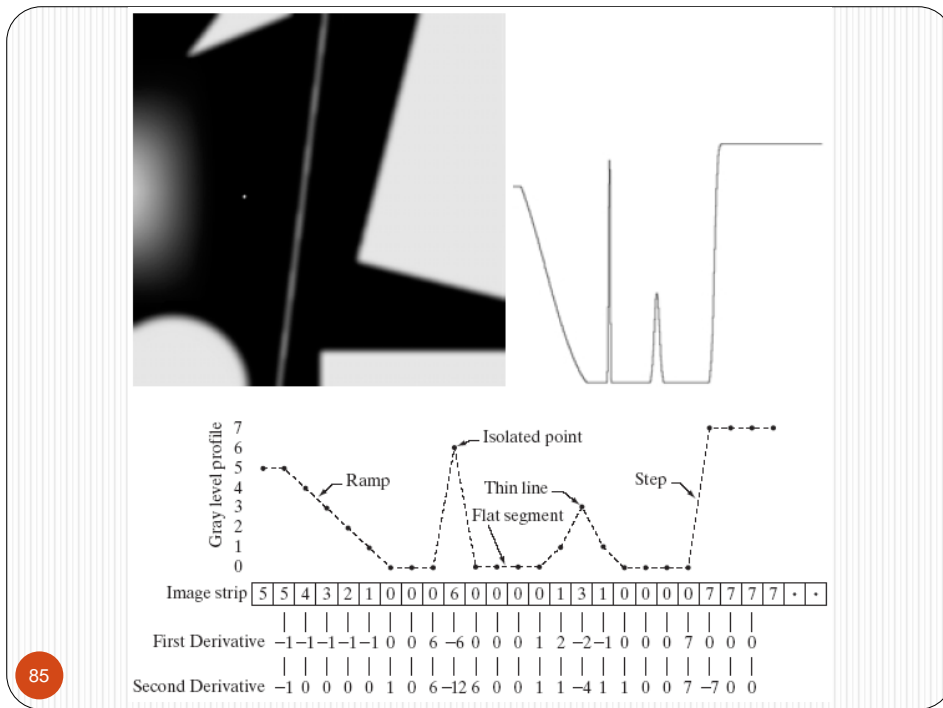 Gray level profile
7
6
5
4
3
2
1
0
Isolated point
Ramp
Thin line
Flat segment
Step
Image strip 5 5 4 3 2 1 0 0 0 6 0 0 0 0 1 3 1 0 0 0 0 7 7 7 7 · ·
First Derivative −1 −1 −1 −1 −1 0 0 6 −6 0 0 0 1 2 −2 −1 0 0 0 7 0 0 0
Second Derivative −1 0 0 0 0 1 0 6 −12 6 0 0 1 1 −4 1 1 0 0 7 −7 0 0
85